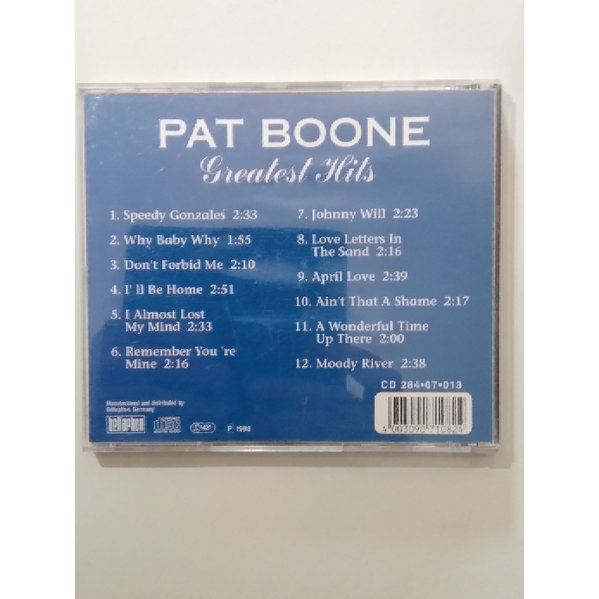 PAT BOONE
Greatest Hits
1. Speedy Gonzales 2:33
2. Why Baby Why 1:55
3. Don't Forbid Me 2:10
4. I' ll Be Home 2:51
5. I Almost Lost
My Mind 2:33
6. Remember You 're
Mine 2:16
7. Johnny Will 2:23
8. Love Letters In
The Sand 2:16
9. April Love 2:39
10. Ain't That A Shame 2:17
11. A Wonderful Time
Up There 2:00
12. Moody River 2:38
CD 284•07•013
Manufactured and distributed by
Bellaphon, Germany
bellaphon
P 1988
4 003090 710824